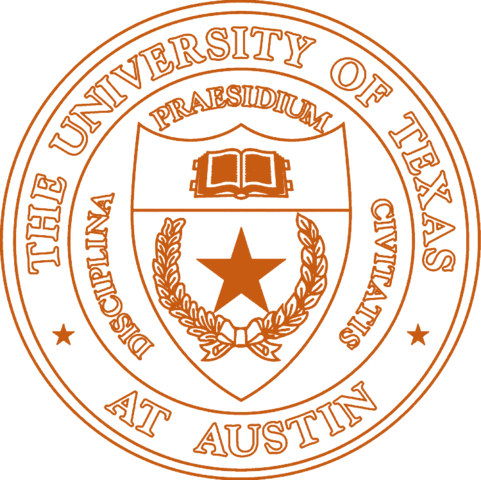 THE UNIVERSITY OF TEXAS
AT AUSTIN
DISCIPLINA
PRAESIDIUM
CIVITATIS